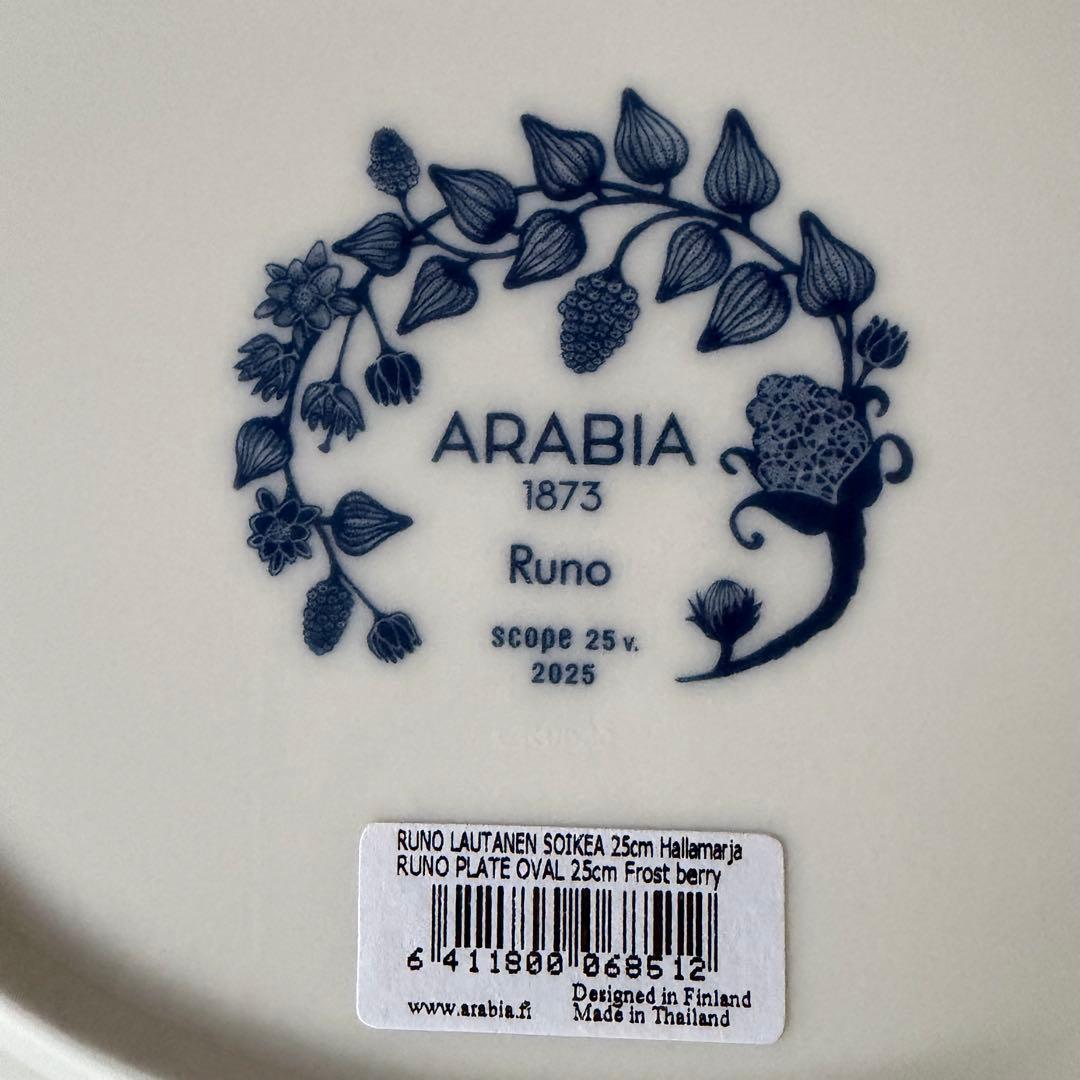 ARABIA
1873
Runo
scope 25 v.
2025
RUNO LAUTANEN SOIKEA 25cm Hallamarja
RUNO PLATE OVAL 25cm Frost berry
6 411800 068512
www.arabia.fi
Designed in Finland
Made in Thailand